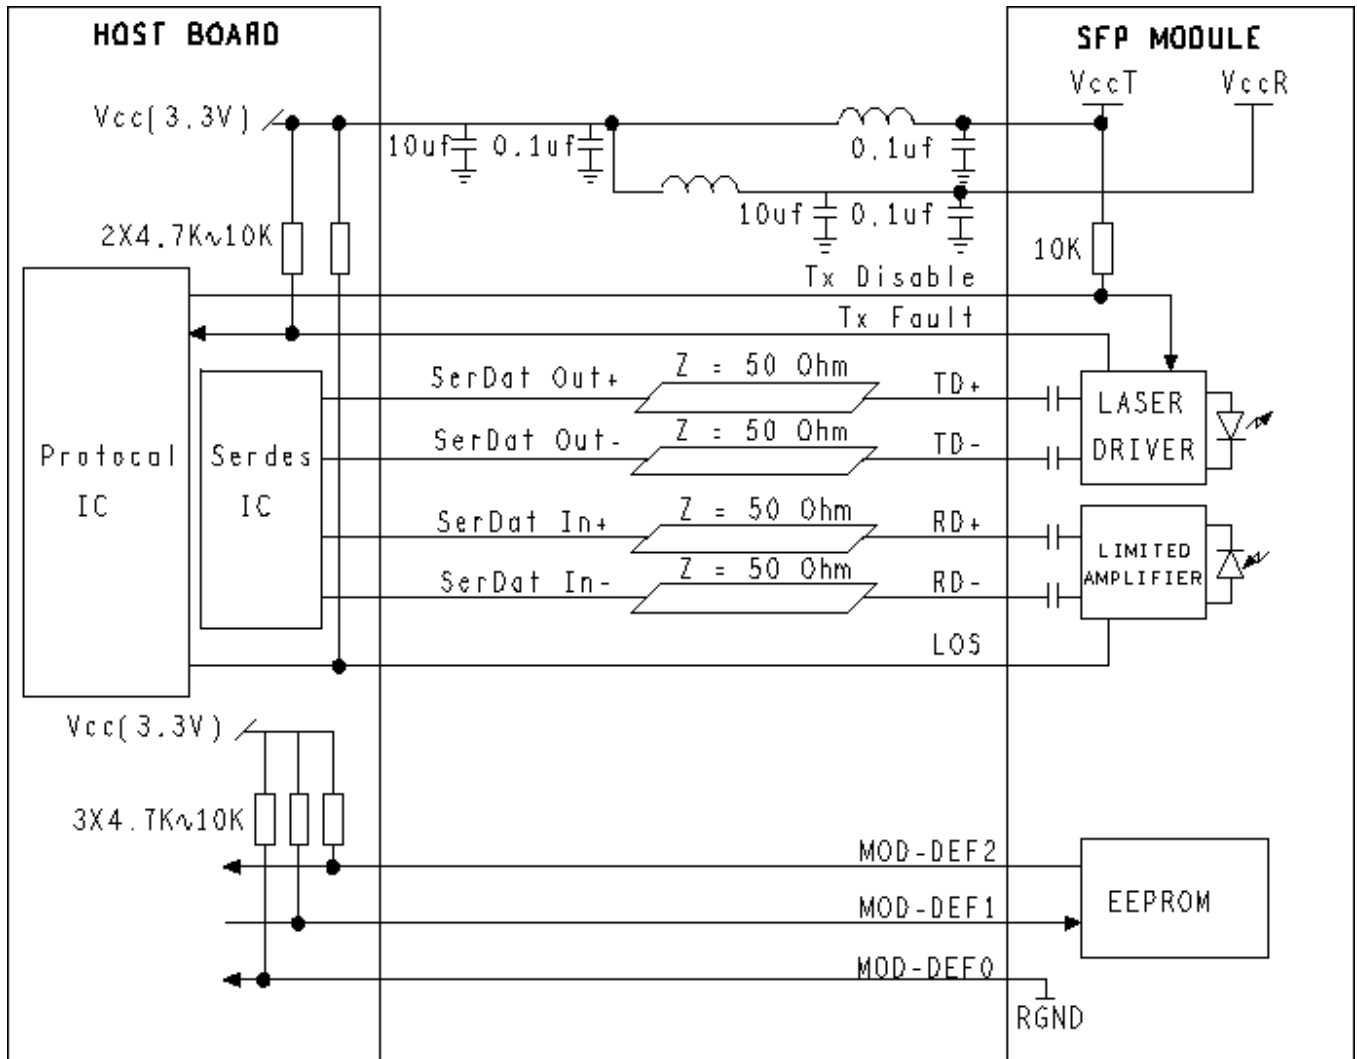 HOST BOARD
SFP MODULE
VccT
VccR
Vcc(3.3V)
10uf
0.1uf
0.1uf
10uf
0.1uf
2X4.7K~10K
10K
Tx Disable
Tx Fault
SerDat Out+
Z = 50 Ohm
TD+
SerDat Out-
Z = 50 Ohm
TD-
LASER
DRIVER
Protocal
IC
Serdes
IC
SerDat In+
Z = 50 Ohm
RD+
SerDat In-
Z = 50 Ohm
RD-
LIMITED
AMPLIFIER
LOS
Vcc(3.3V)
3X4.7K~10K
MOD-DEF2
MOD-DEF1
MOD-DEF0
EEPROM
RGND